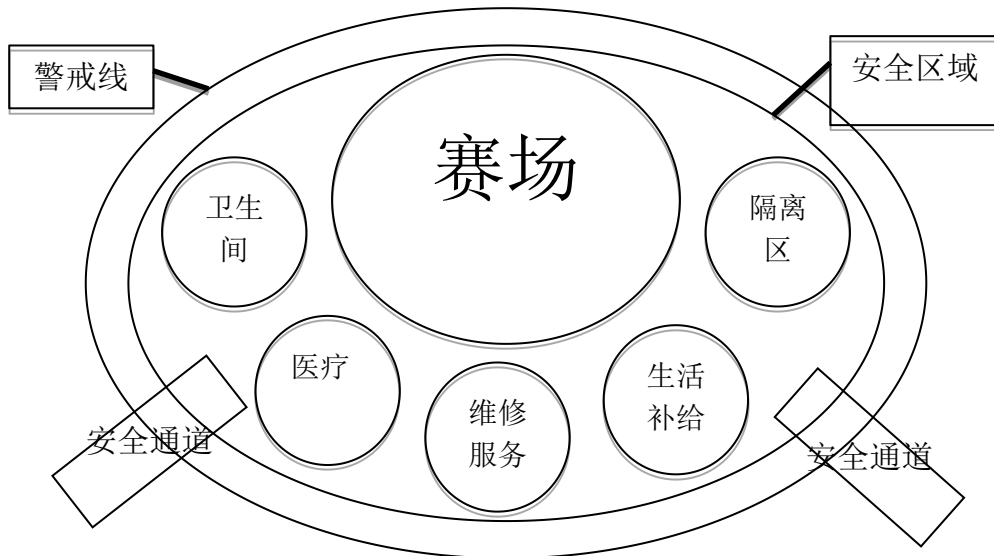 警戒线
安全区域
赛场
卫生
间
隔离
区
医疗
维修
服务
生活
补给
安全通道
安全通道